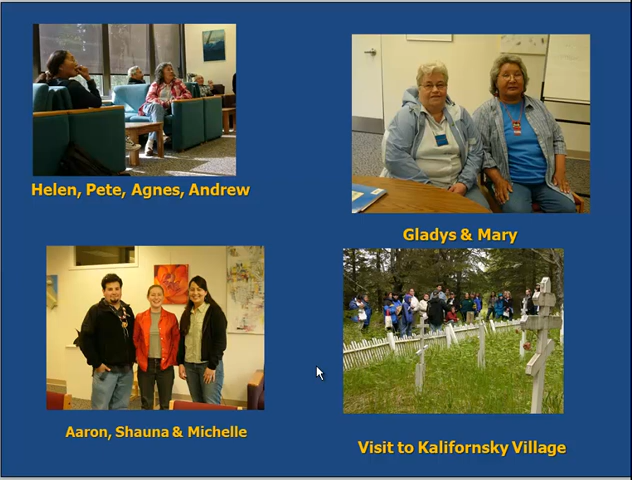 Helen, Pete, Agnes, Andrew
Gladys & Mary
Aaron, Shauna & Michelle
Visit to Kalifornsky Village